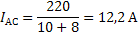 I_AC = 220 / (10 + 8) = 12,2 A